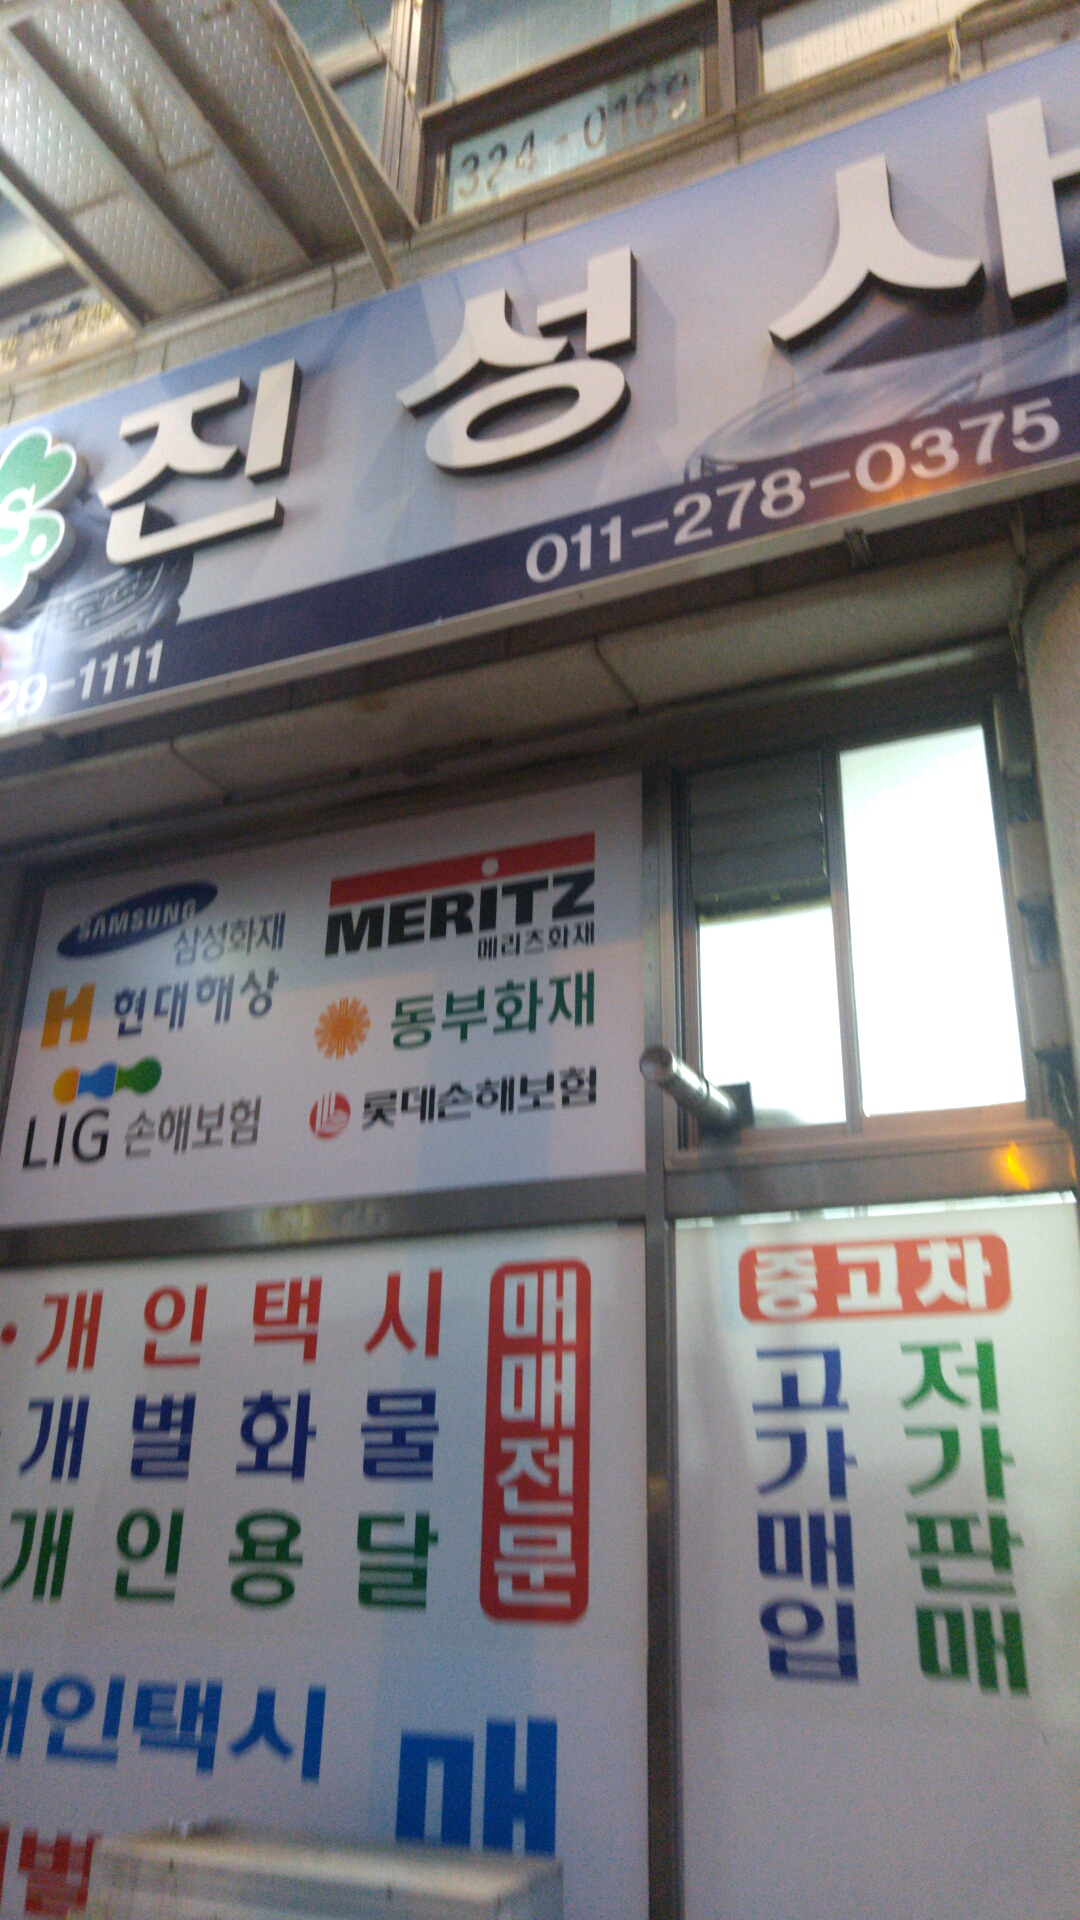 324-0169
진성사
S.
011-278-0375
29-1111
SAMSUNG 삼성화재
MERITZ 메리츠화재
H 현대해상
동부화재
LIG 손해보험
롯데손해보험
·개인택시
개별화물
개인용달
매매전문
중고차
고가매입
저가판매
개인택시
매